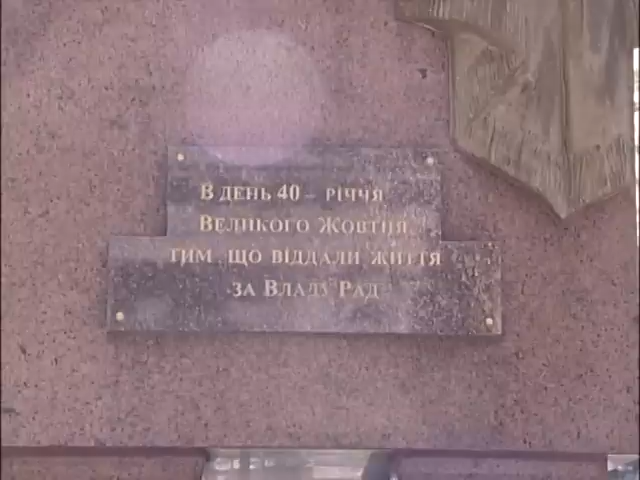 В ДЕНЬ 40 – РІЧЧЯ
ВЕЛИКОГО ЖОВТНЯ
ТИМ, ЩО ВІДДАЛИ ЖИТТЯ
ЗА ВЛАДУ РАД